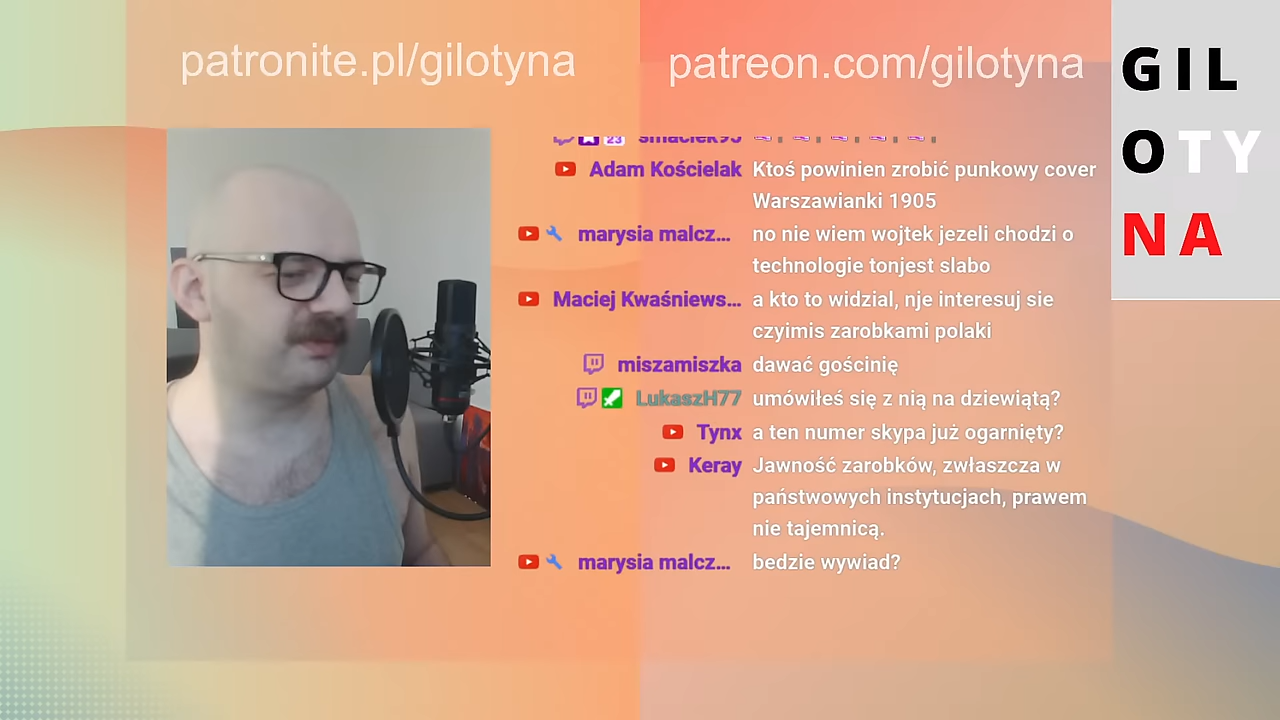 patronite.pl/gilotyna
patreon.com/gilotyna
GIL
OTY
NA
23 smaciek93
Adam Kościelak Ktoś powinien zrobić punkowy cover
Warszawianki 1905
marysia malcz... no nie wiem wojtek jezeli chodzi o
technologie tonjest slabo
Maciej Kwaśniews... a kto to widzial, nje interesuj sie
czyimis zarobkami polaki
miszamiszka dawać gościnię
LukaszH77 umówiłeś się z nią na dziewiątą?
Tynx a ten numer skypa już ogarnięty?
Keray Jawność zarobków, zwłaszcza w
państwowych instytucjach, prawem
nie tajemnicą.
marysia malcz... bedzie wywiad?